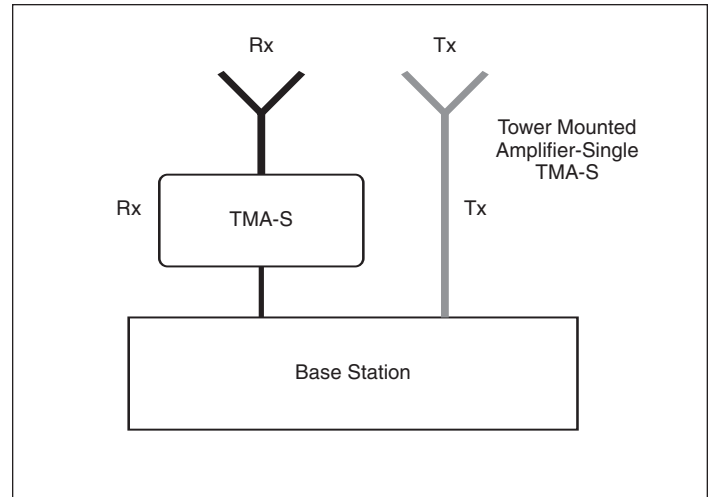 Rx
Tx
Tower Mounted
Amplifier-Single
TMA-S
Rx
TMA-S
Tx
Base Station